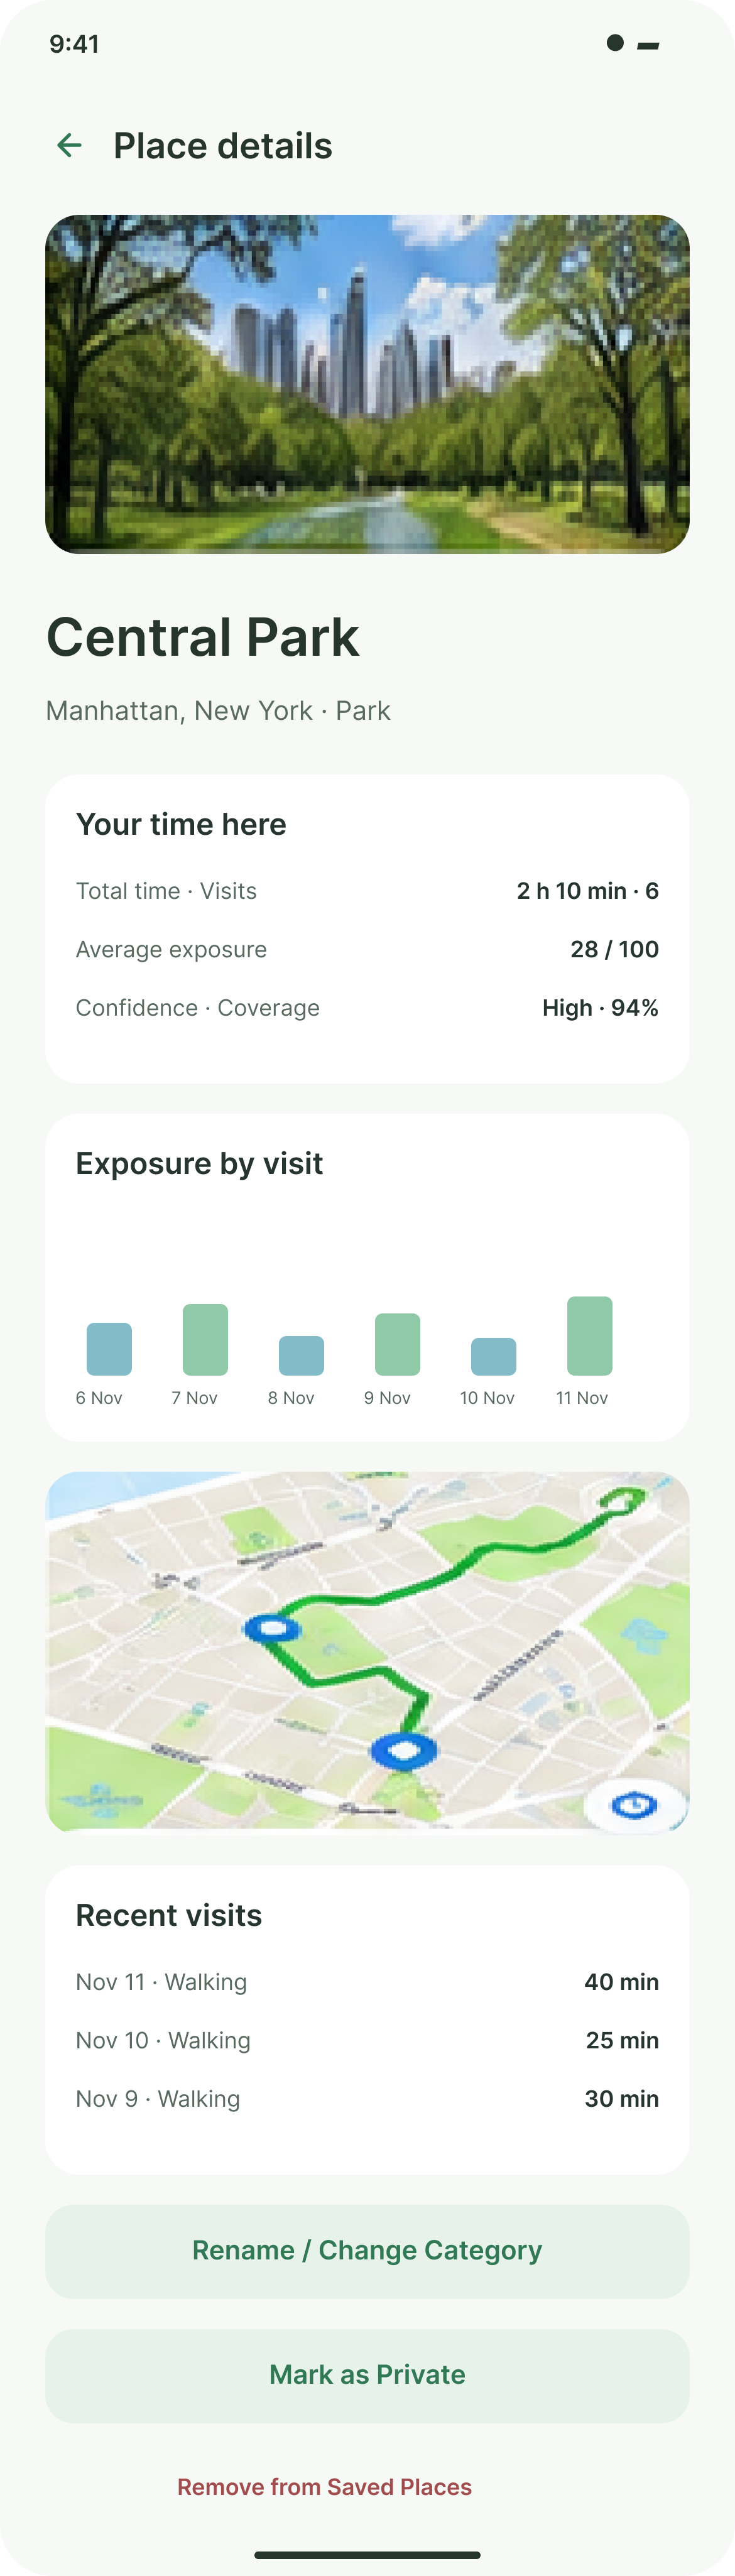 9:41
Place details
Central Park
Manhattan, New York · Park
Your time here
Total time · Visits 2 h 10 min · 6
Average exposure 28 / 100
Confidence · Coverage High · 94%
Exposure by visit
6 Nov 7 Nov 8 Nov 9 Nov 10 Nov 11 Nov
Recent visits
Nov 11 · Walking 40 min
Nov 10 · Walking 25 min
Nov 9 · Walking 30 min
Rename / Change Category
Mark as Private
Remove from Saved Places